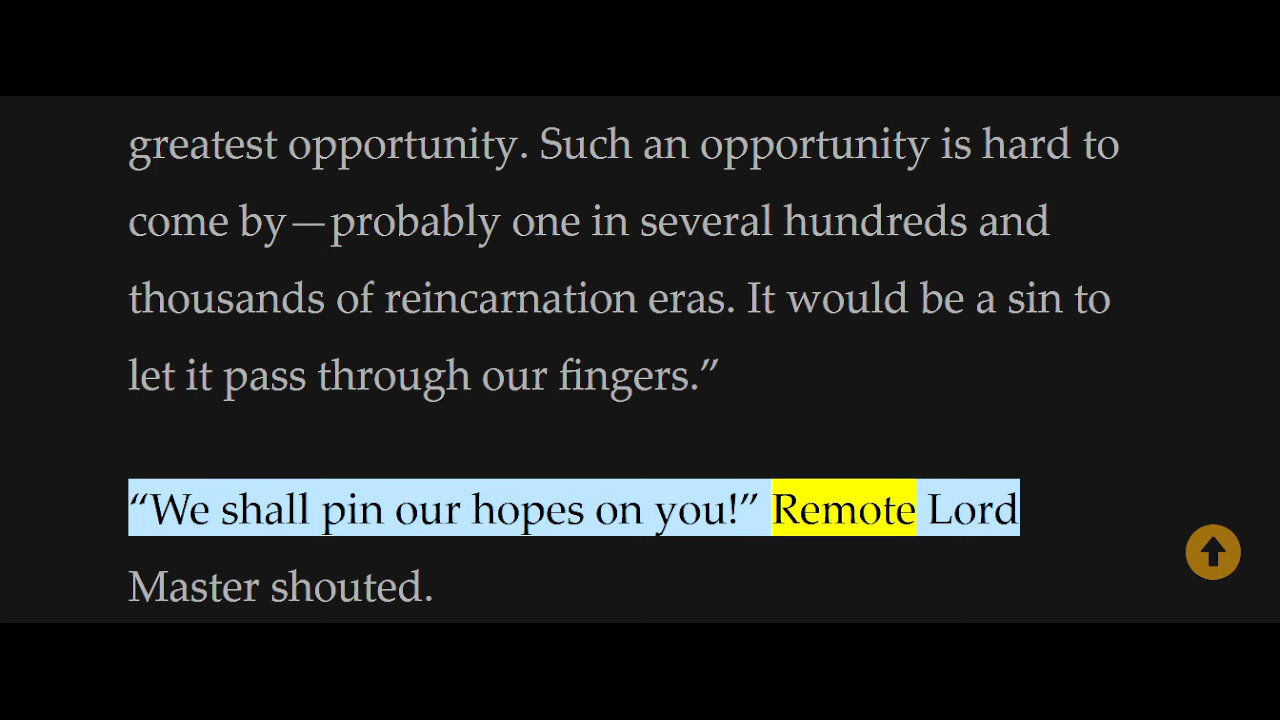 greatest opportunity. Such an opportunity is hard to
come by—probably one in several hundreds and
thousands of reincarnation eras. It would be a sin to
let it pass through our fingers.”
“We shall pin our hopes on you!” Remote Lord
Master shouted.